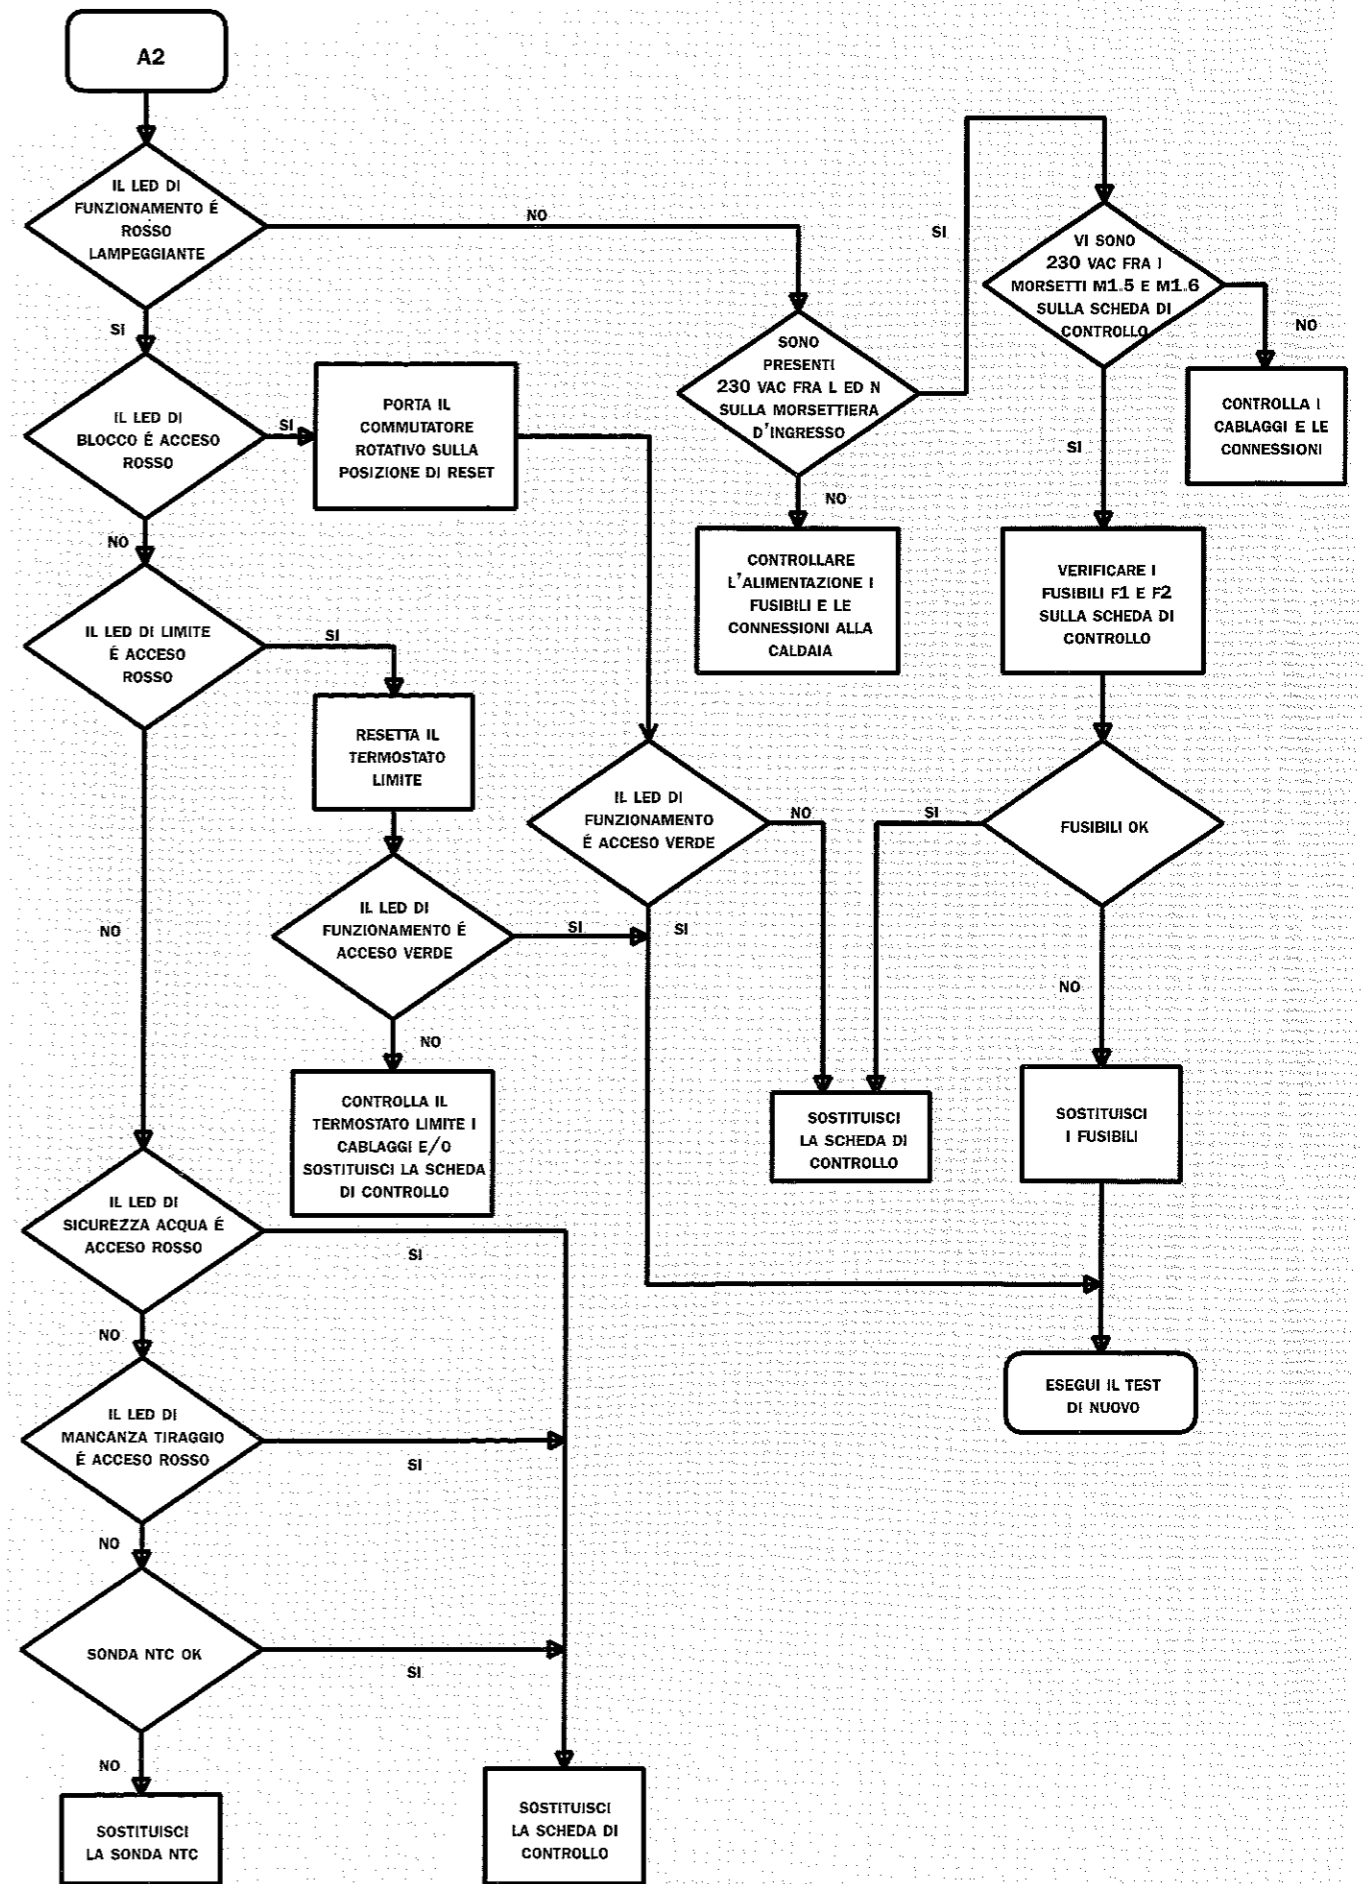 A2
IL LED DI
FUNZIONAMENTO É
ROSSO
LAMPEGGIANTE
NO
SI
SI
VI SONO
230 VAC FRA I
MORSETTI M1.5 E M1.6
SULLA SCHEDA DI
CONTROLLO
NO
SONO
PRESENTI
230 VAC FRA L ED N
SULLA MORSETTIERA
D'INGRESSO
IL LED DI
BLOCCO É ACCESO
ROSSO
SI
PORTA IL
COMMUTATORE
ROTATIVO SULLA
POSIZIONE DI RESET
CONTROLLA I
CABLAGGI E LE
CONNESSIONI
SI
NO
NO
CONTROLLARE
L'ALIMENTAZIONE I
FUSIBILI E LE
CONNESSIONI ALLA
CALDAIA
VERIFICARE I
FUSIBILI F1 E F2
SULLA SCHEDA DI
CONTROLLO
IL LED DI LIMITE
É ACCESO
ROSSO
SI
RESETTA IL
TERMOSTATO
LIMITE
IL LED DI
FUNZIONAMENTO
É ACCESO VERDE
NO
SI
FUSIBILI OK
NO
IL LED DI
FUNZIONAMENTO É
ACCESO VERDE
SI
SI
NO
NO
CONTROLLA IL
TERMOSTATO LIMITE I
CABLAGGI E/O
SOSTITUISCI LA SCHEDA
DI CONTROLLO
SOSTITUISCI
LA SCHEDA DI
CONTROLLO
SOSTITUISCI
I FUSIBILI
IL LED DI
SICUREZZA ACQUA É
ACCESO ROSSO
SI
NO
ESEGUI IL TEST
DI NUOVO
IL LED DI
MANCANZA TIRAGGIO
É ACCESO ROSSO
SI
NO
SONDA NTC OK
SI
NO
SOSTITUISCI
LA SONDA NTC
SOSTITUISCI
LA SCHEDA DI
CONTROLLO